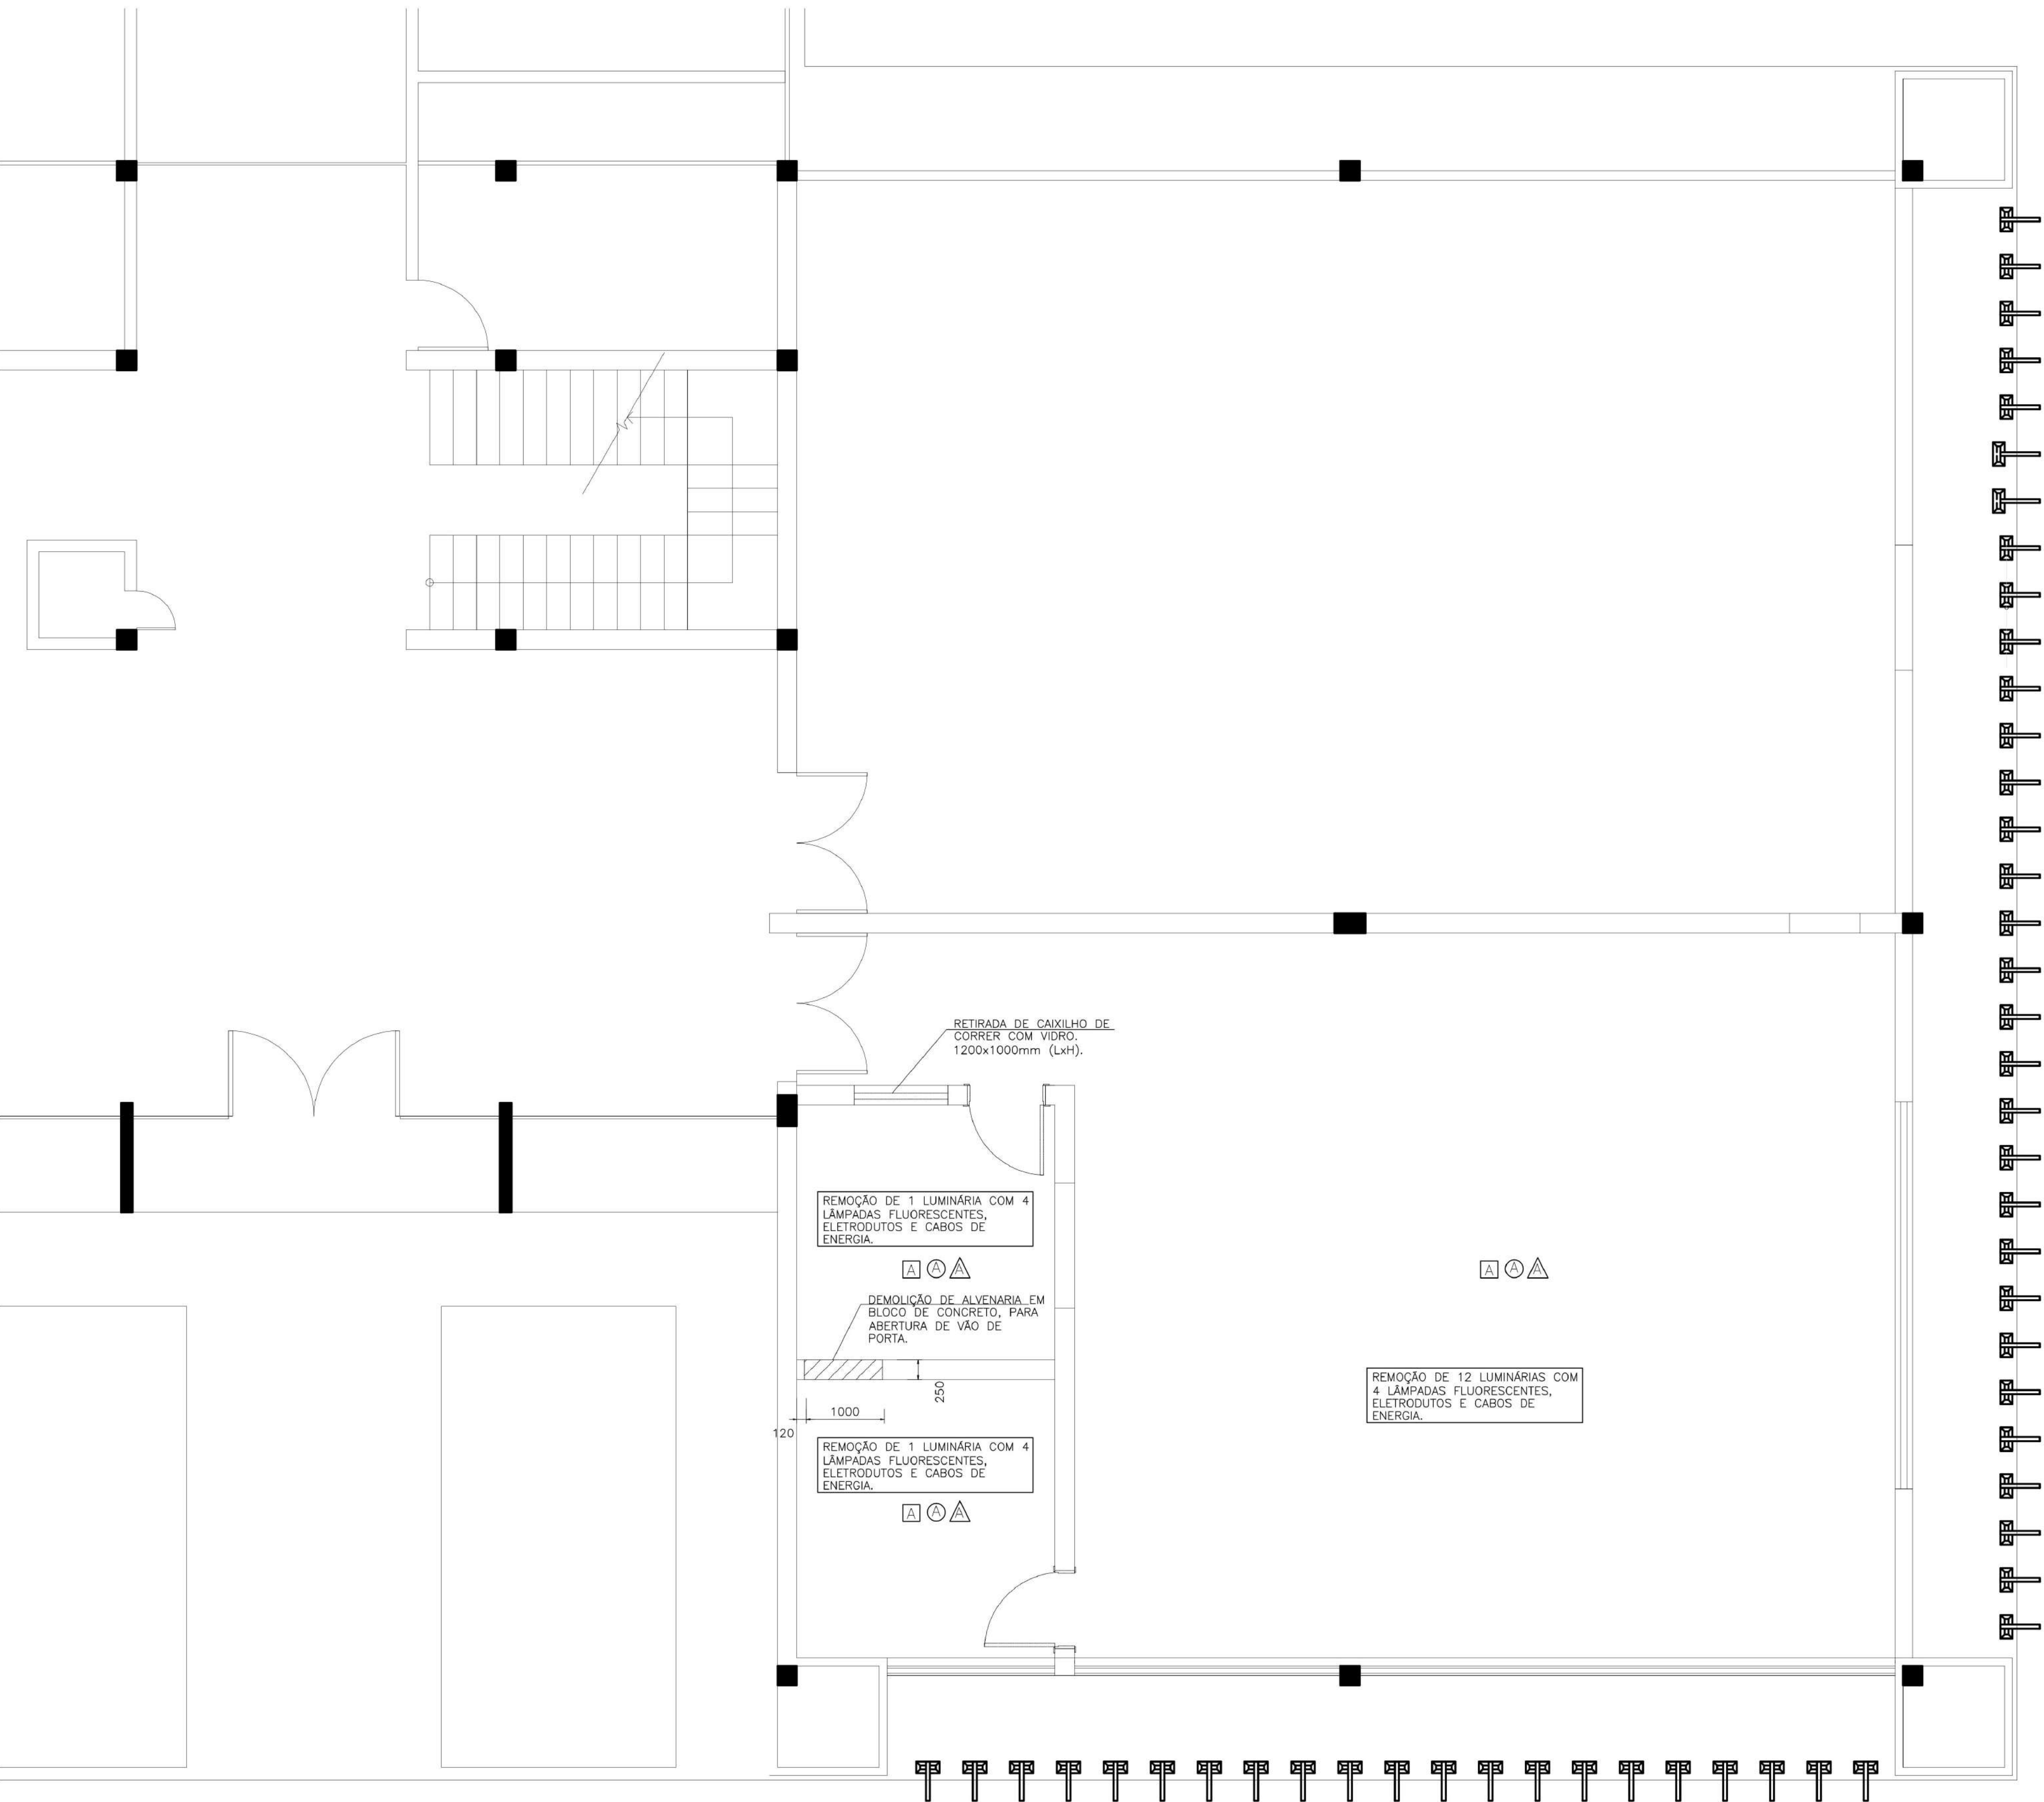 RETIRADA DE CAIXILHO DE
CORRER COM VIDRO.
1200x1000mm (LxH).
REMOÇÃO DE 1 LUMINÁRIA COM 4
LÂMPADAS FLUORESCENTES,
ELETRODUTOS E CABOS DE
ENERGIA.
A A A
A A A
DEMOLIÇÃO DE ALVENARIA EM
BLOCO DE CONCRETO, PARA
ABERTURA DE VÃO DE
PORTA.
REMOÇÃO DE 12 LUMINÁRIAS COM
4 LÂMPADAS FLUORESCENTES,
ELETRODUTOS E CABOS DE
ENERGIA.
250
1000
120
REMOÇÃO DE 1 LUMINÁRIA COM 4
LÂMPADAS FLUORESCENTES,
ELETRODUTOS E CABOS DE
ENERGIA.
A A A